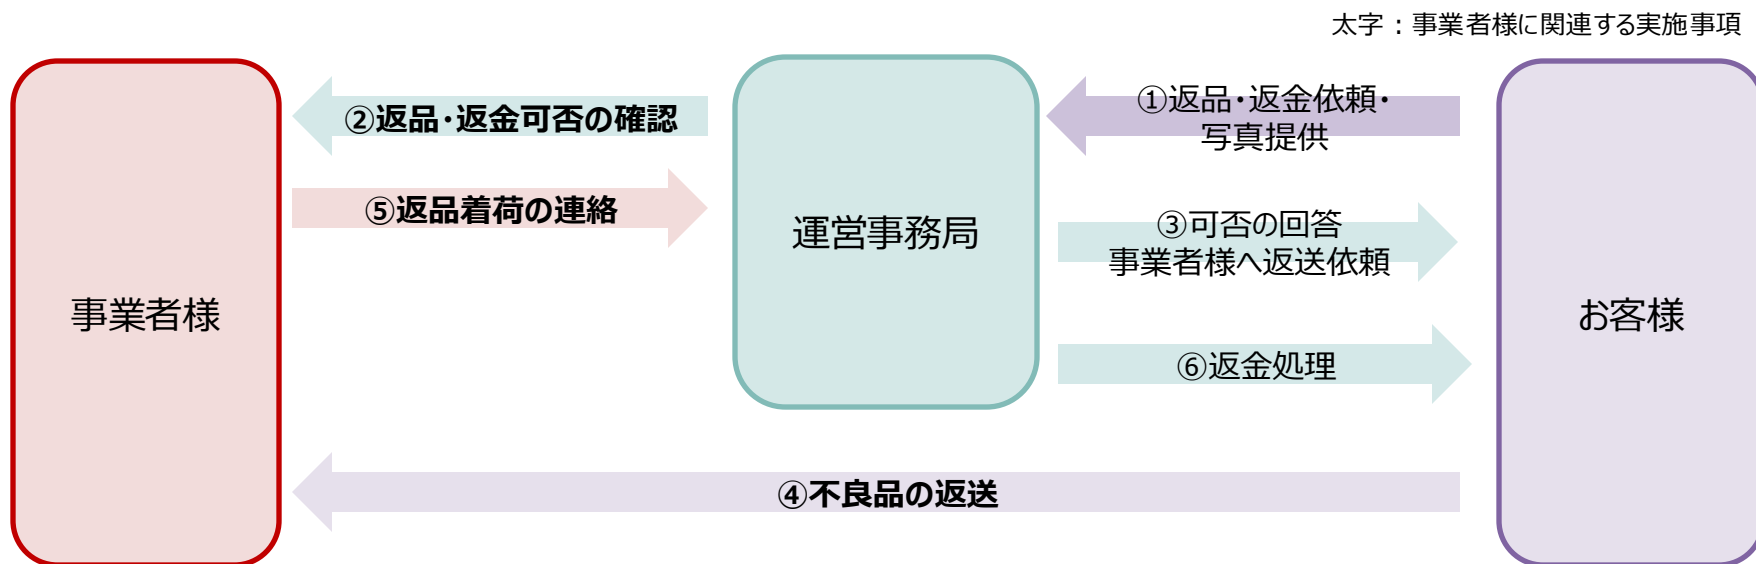 太字：事業者様に関連する実施事項
①返品・返金依頼・
写真提供
②返品・返金可否の確認
⑤返品着荷の連絡
運営事務局
③可否の回答
事業者様へ返送依頼
事業者様
お客様
⑥返金処理
④不良品の返送